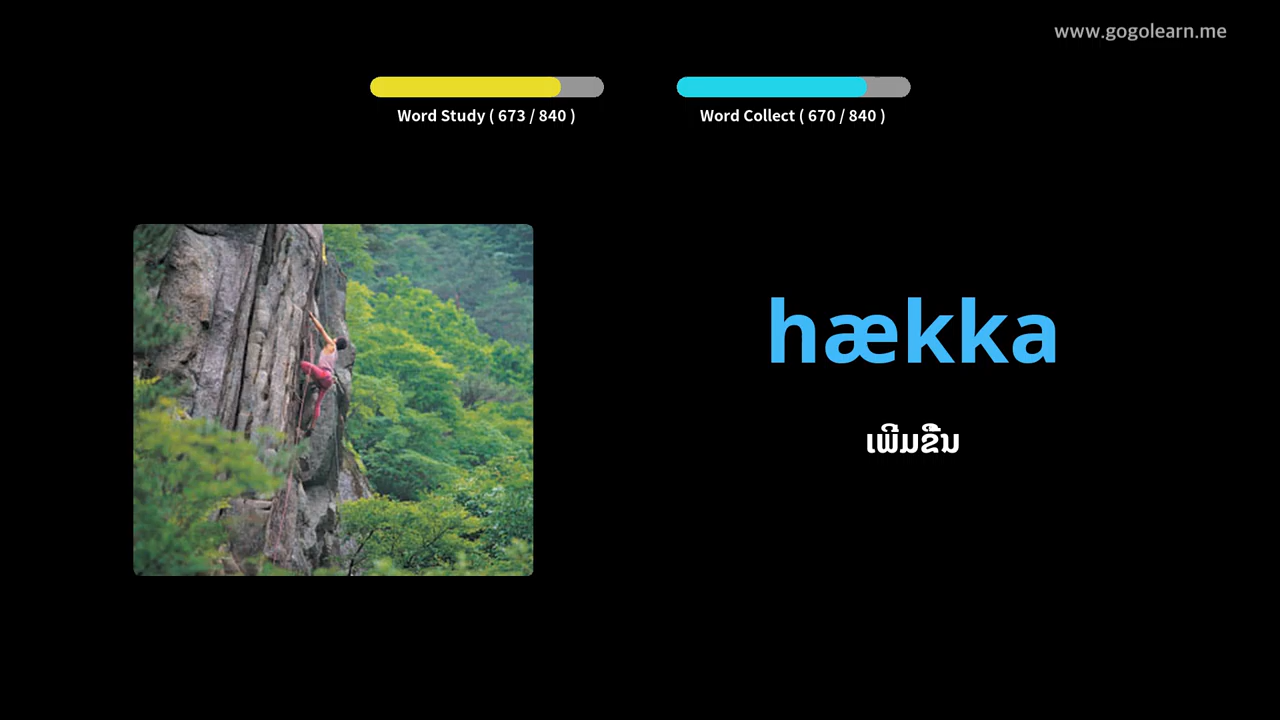 www.gogolearn.me
Word Study ( 673 / 840 )
Word Collect ( 670 / 840 )
hækka
ເພີ່ມຂຶ້ນ